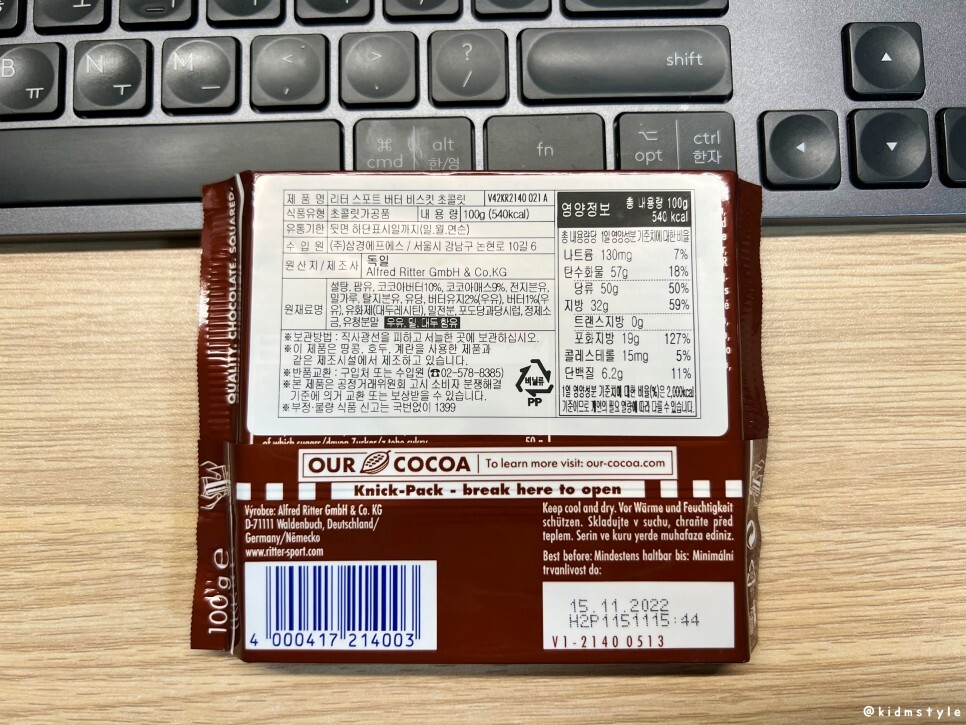 B
ㅠ
N
ㅜ
M
ㅡ
<
,
>
.
?
/
shift
⌘
cmd
alt
한/영
fn
⌥
opt
ctrl
한자
▲
◀
▼
QUALITY. CHOCOLATE. SQUARED.
100 g e
제 품 명 리터 스포트 버터 비스킷 초콜릿 V42KR2140 021 A
식품유형 초콜릿가공품 내 용 량 100g (540kcal)
유통기한 뒷면 하단표시일까지(일.월.연순)
수 입 원 (주)삼경에프에스 / 서울시 강남구 논현로 10길 6
원산지/제조사 독일
Alfred Ritter GmbH & Co.KG
원재료명 설탕, 팜유, 코코아버터10%, 코코아매스9%, 전지분유,
밀가루, 탈지분유, 유당, 버터유지2%(우유), 버터1%(우
유), 유화제(대두레시틴), 밀전분, 포도당과당시럽, 정제소
금, 유청분말 우유, 밀, 대두 함유
※보관방법 : 직사광선을 피하고 서늘한 곳에 보관하십시오.
※이 제품은 땅콩, 호두, 계란을 사용한 제품과
같은 제조시설에서 제조하고 있습니다.
※반품교환 : 구입처 또는 수입원 (☎02-578-8385)
※본 제품은 공정거래위원회 고시 소비자 분쟁해결
기준에 의거 교환 또는 보상받을 수 있습니다.
※부정·불량 식품 신고는 국번없이 1399
비닐류
PP
영양정보 총 내용량 100g
540 kcal
총 내용량당 1일 영양성분 기준치에 대한 비율
나트륨 130mg 7%
탄수화물 57g 18%
당류 50g 50%
지방 32g 59%
트랜스지방 0g
포화지방 19g 127%
콜레스테롤 15mg 5%
단백질 6.2g 11%
1일 영양성분 기준치에 대한 비율(%)은 2,000kcal
기준이므로 개인의 필요 열량에 따라 다를 수 있습니다.
of which sugars/davon Zucker/z toho cukry 50 g
OUR COCOA To learn more visit: our-cocoa.com
Knick-Pack - break here to open
Výrobce: Alfred Ritter GmbH & Co. KG
D-71111 Waldenbuch, Deutschland/
Germany/Německo
www.ritter-sport.com
4 000417 214003
Keep cool and dry. Vor Wärme und Feuchtigkeit
schützen. Skladujte v suchu, chraňte před
teplem. Serin ve kuru yerde muhafaza ediniz.
Best before: Mindestens haltbar bis: Minimální
trvanlivost do:
15.11.2022
H2P1151115:44
V1-2140 0513
@kidmstyle